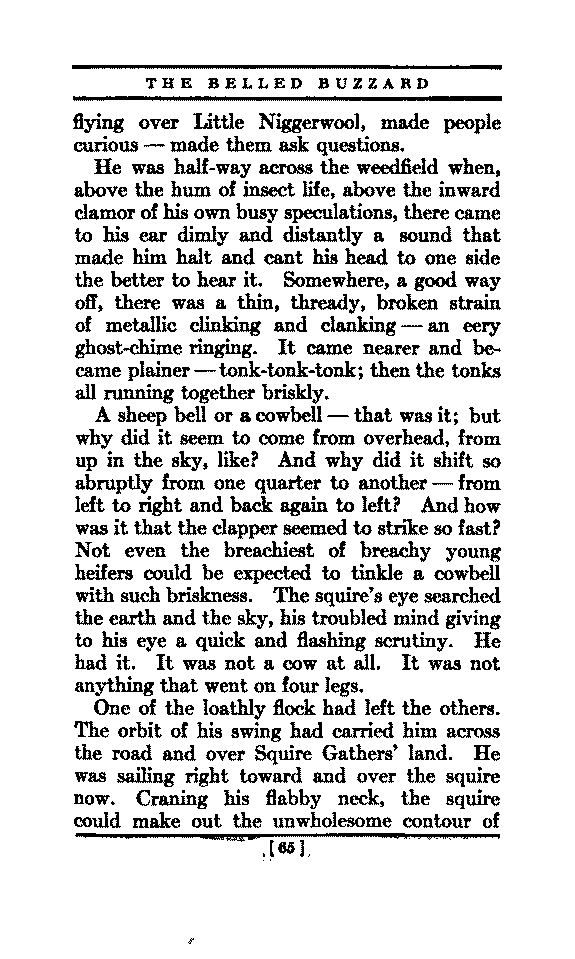 THE BELLED BUZZARD
flying over Little Niggerwool, made people
curious — made them ask questions.
He was half-way across the weedfield when,
above the hum of insect life, above the inward
clamor of his own busy speculations, there came
to his ear dimly and distantly a sound that
made him halt and cant his head to one side
the better to hear it. Somewhere, a good way
off, there was a thin, thready, broken strain
of metallic clinking and clanking — an eery
ghost-chime ringing. It came nearer and be-
came plainer — tonk-tonk-tonk; then the tonks
all running together briskly.
A sheep bell or a cowbell — that was it; but
why did it seem to come from overhead, from
up in the sky, like? And why did it shift so
abruptly from one quarter to another — from
left to right and back again to left? And how
was it that the clapper seemed to strike so fast?
Not even the breachiest of breachy young
heifers could be expected to tinkle a cowbell
with such briskness. The squire's eye searched
the earth and the sky, his troubled mind giving
to his eye a quick and flashing scrutiny. He
had it. It was not a cow at all. It was not
anything that went on four legs.
One of the loathly flock had left the others.
The orbit of his swing had carried him across
the road and over Squire Gathers' land. He
was sailing right toward and over the squire
now. Craning his flabby neck, the squire
could make out the unwholesome contour of
[65]